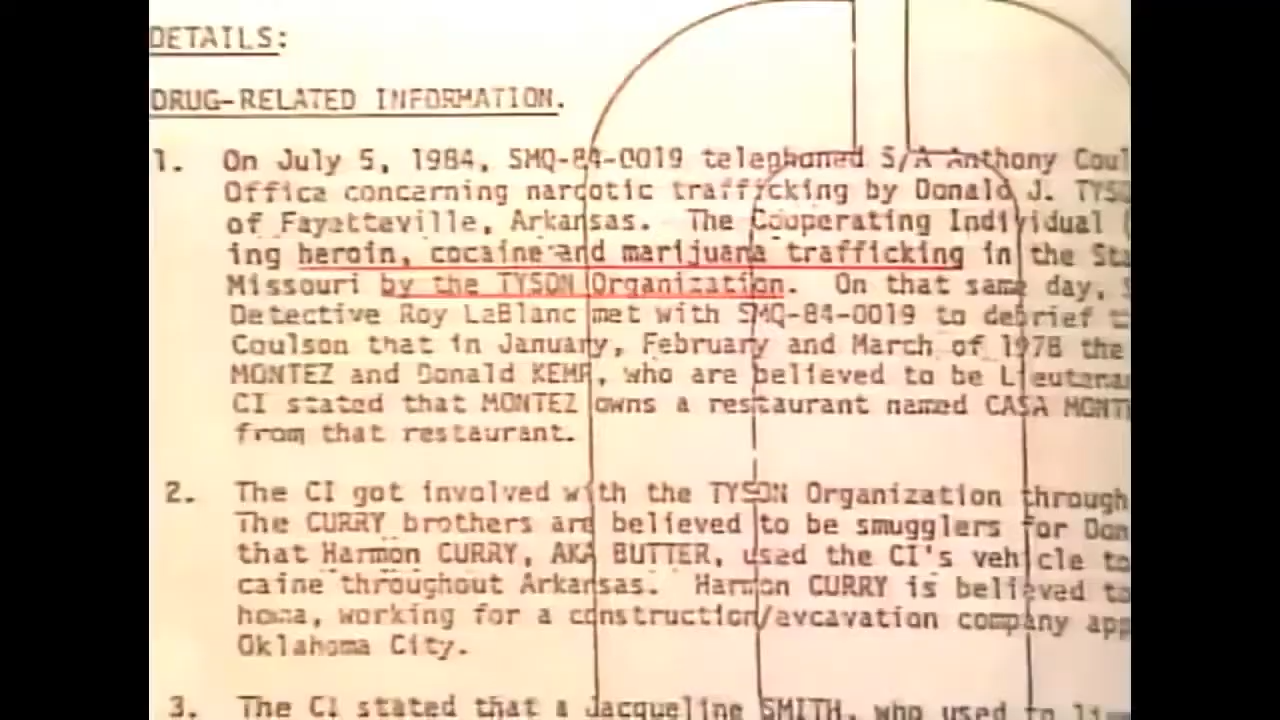 DETAILS:
DRUG-RELATED INFORMATION.
1. On July 5, 1984, SMQ-84-0019 telephoned S/A Anthony Coul
Office concerning narcotic trafficking by Donald J. TYSO
of Fayetteville, Arkansas. The Cooperating Individual (
ing heroin, cocaine and marijuana trafficking in the Sta
Missouri by the TYSON Organization. On that same day, S
Detective Roy LaBlanc met with SMQ-84-0019 to debrief t
Coulson that in January, February and March of 1978 the
MONTEZ and Donald KEMP, who are believed to be Lieutenan
CI stated that MONTEZ owns a restaurant named CASA MONT
from that restaurant.
2. The CI got involved with the TYSON Organization through
The CURRY brothers are believed to be smugglers for Don
that Harmon CURRY, AKA BUTTER, used the CI's vehicle to
caine throughout Arkansas. Harmon CURRY is believed to
homa, working for a construction/avcavation company app
Oklahoma City.
3. The CI stated that a Jacqueline SMITH, who used to